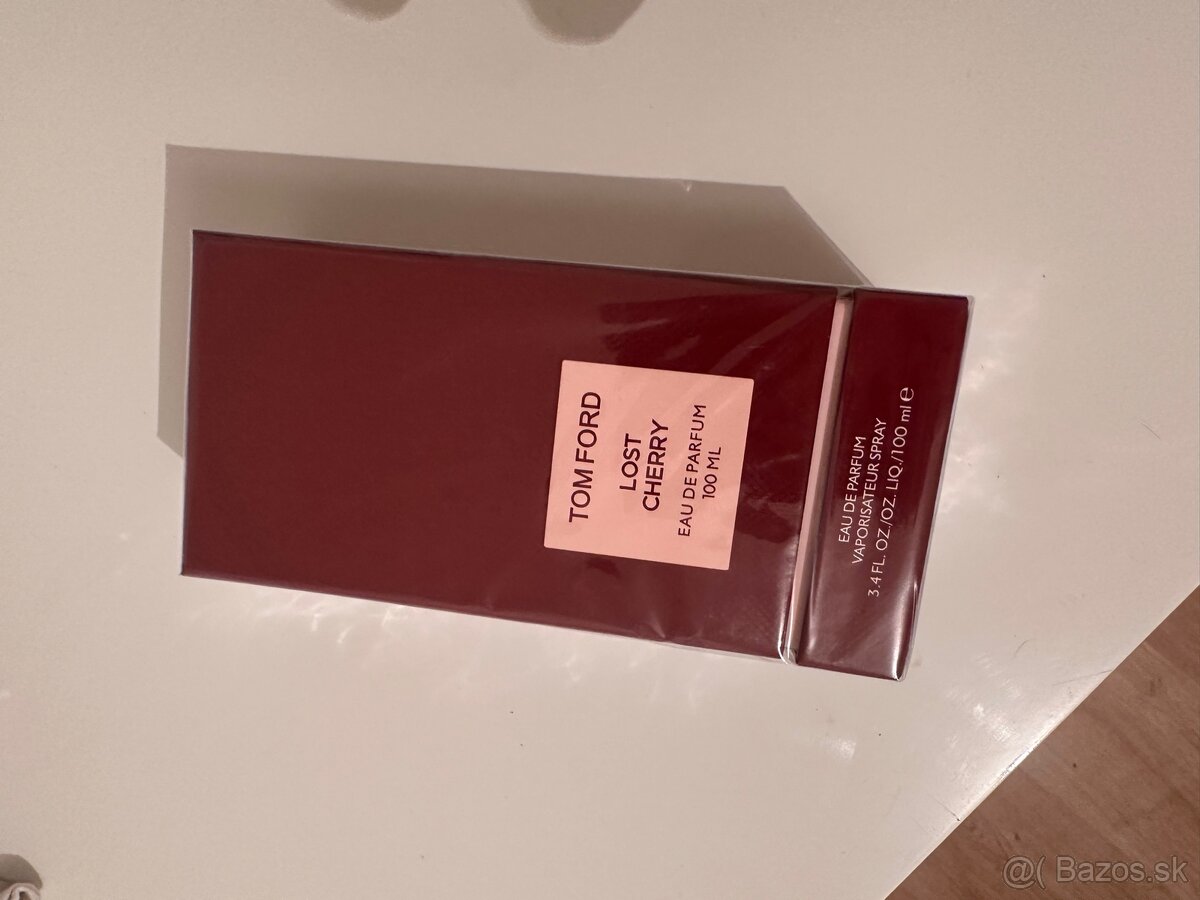 TOM FORD
LOST
CHERRY
EAU DE PARFUM
100 ML
EAU DE PARFUM
VAPORISATEUR SPRAY
3.4 FL. OZ./OZ. LIQ./100 ml ℮
@( Bazos.sk